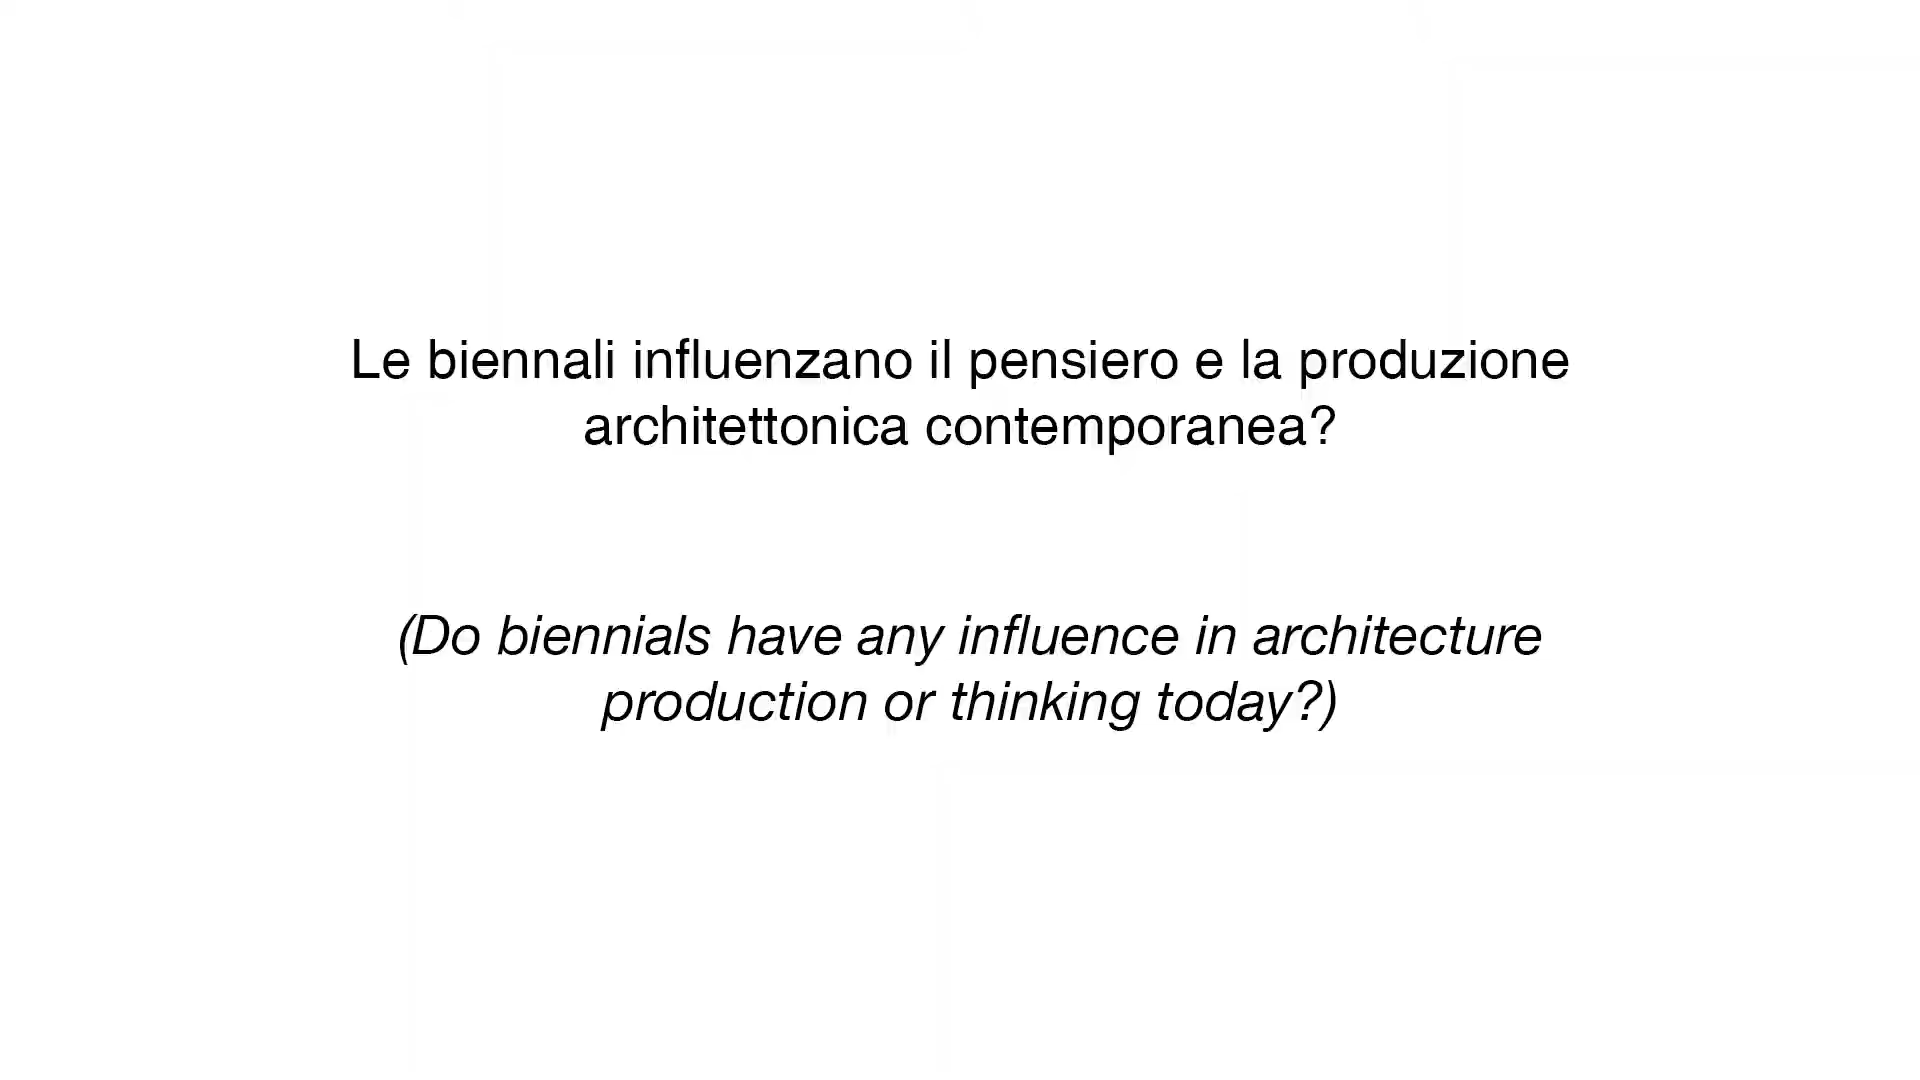 Le biennali influenzano il pensiero e la produzione
architettonica contemporanea?
(Do biennials have any influence in architecture
production or thinking today?)